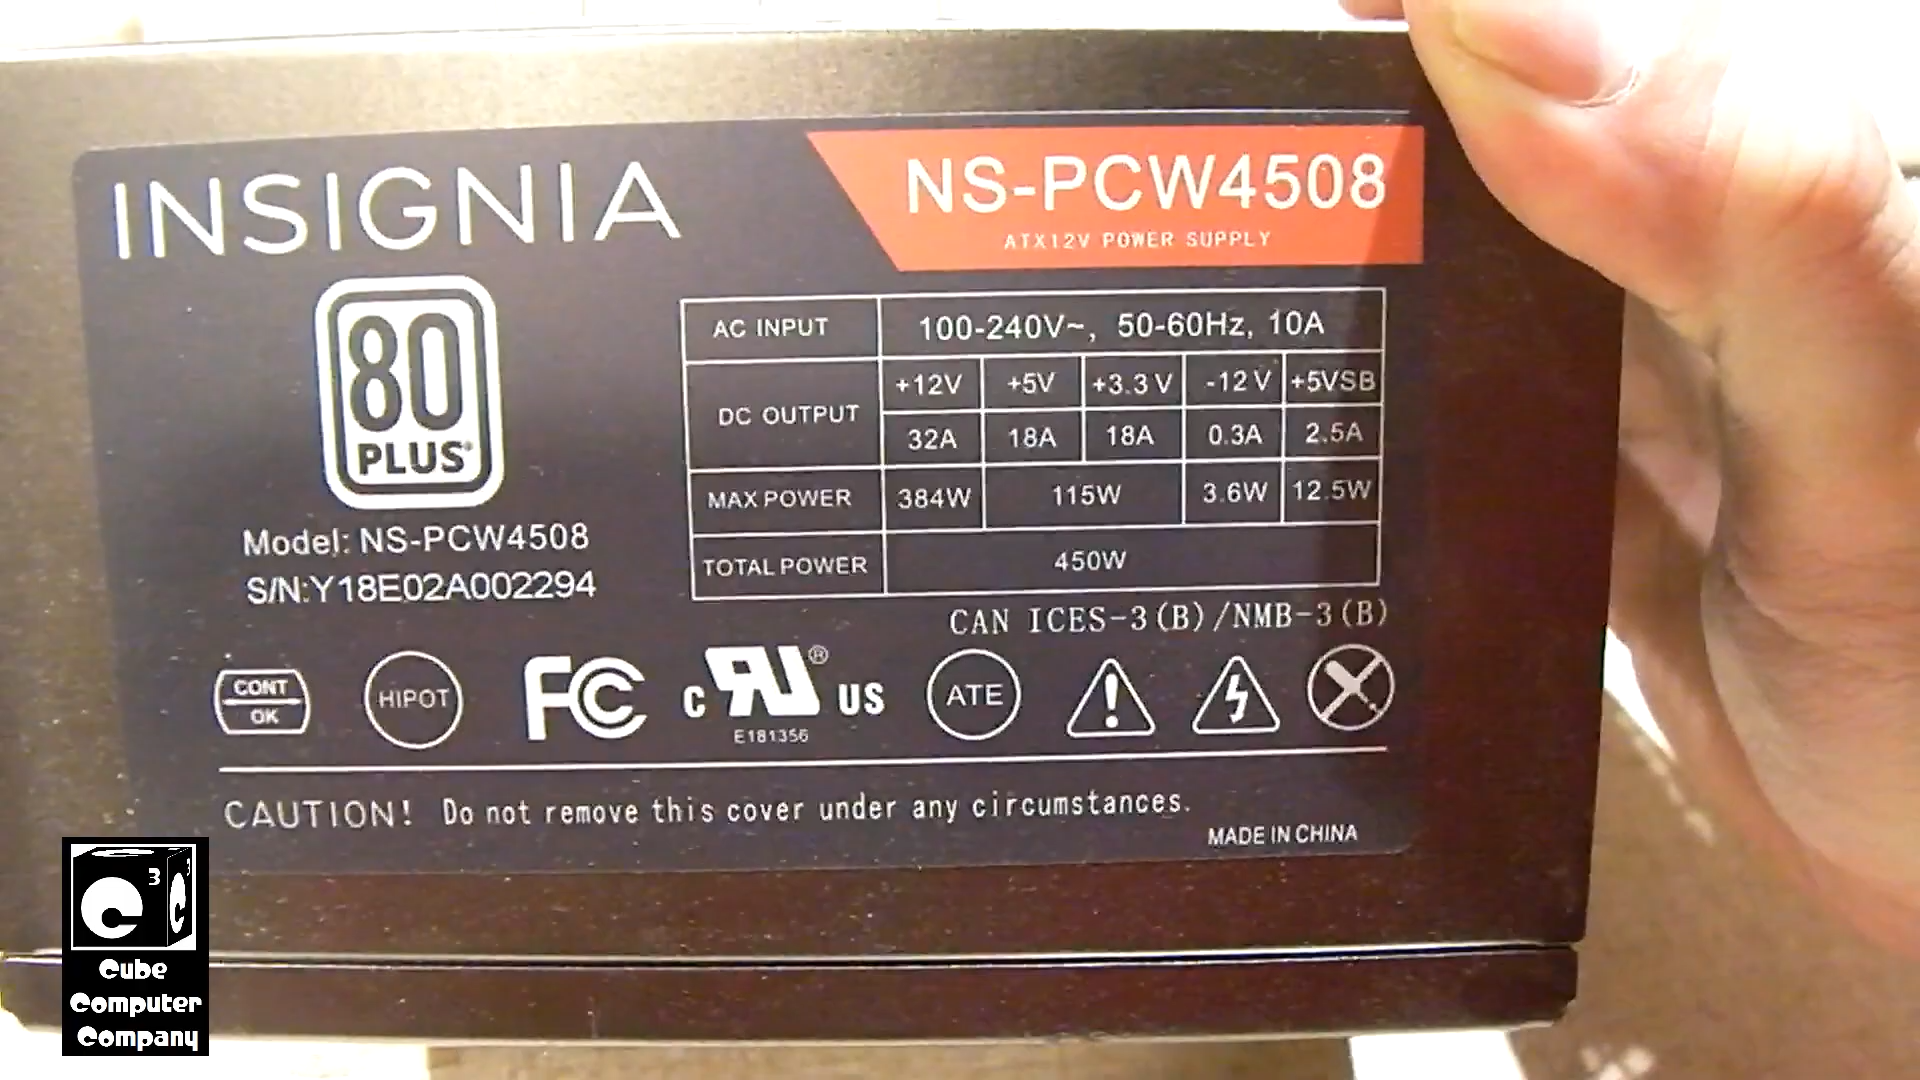 INSIGNIA
NS-PCW4508
ATX12V POWER SUPPLY
80
PLUS®
Model: NS-PCW4508
S/N:Y18E02A002294
AC INPUT 100-240V~, 50-60Hz, 10A
DC OUTPUT +12V +5V +3.3V -12V +5VSB
32A 18A 18A 0.3A 2.5A
MAX POWER 384W 115W 3.6W 12.5W
TOTAL POWER 450W
CAN ICES-3(B)/NMB-3(B)
CONT
OK
HIPOT
FC
c RU® US
E181356
ATE
CAUTION! Do not remove this cover under any circumstances.
MADE IN CHINA
C3 C3
Cube
Computer
Company